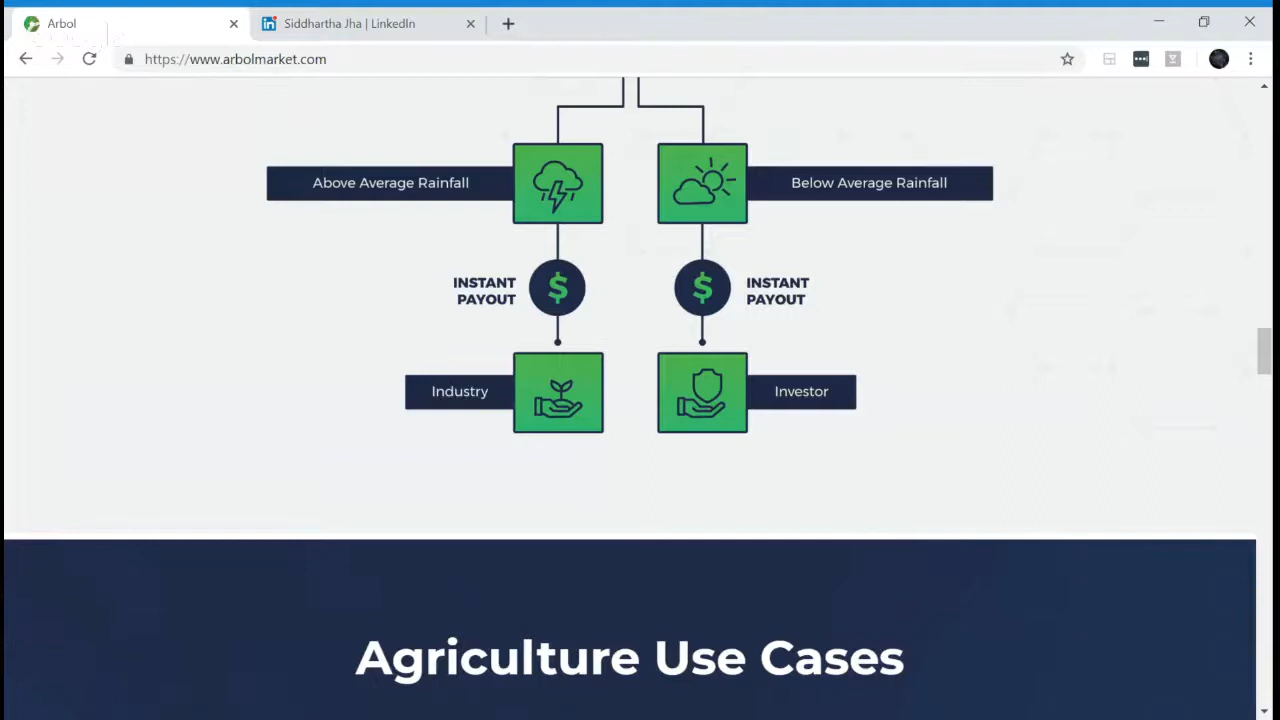 Arbol
Siddhartha Jha | LinkedIn
https://www.arbolmarket.com
Above Average Rainfall
Below Average Rainfall
INSTANT
PAYOUT
$
$
INSTANT
PAYOUT
Industry
Investor
Agriculture Use Cases